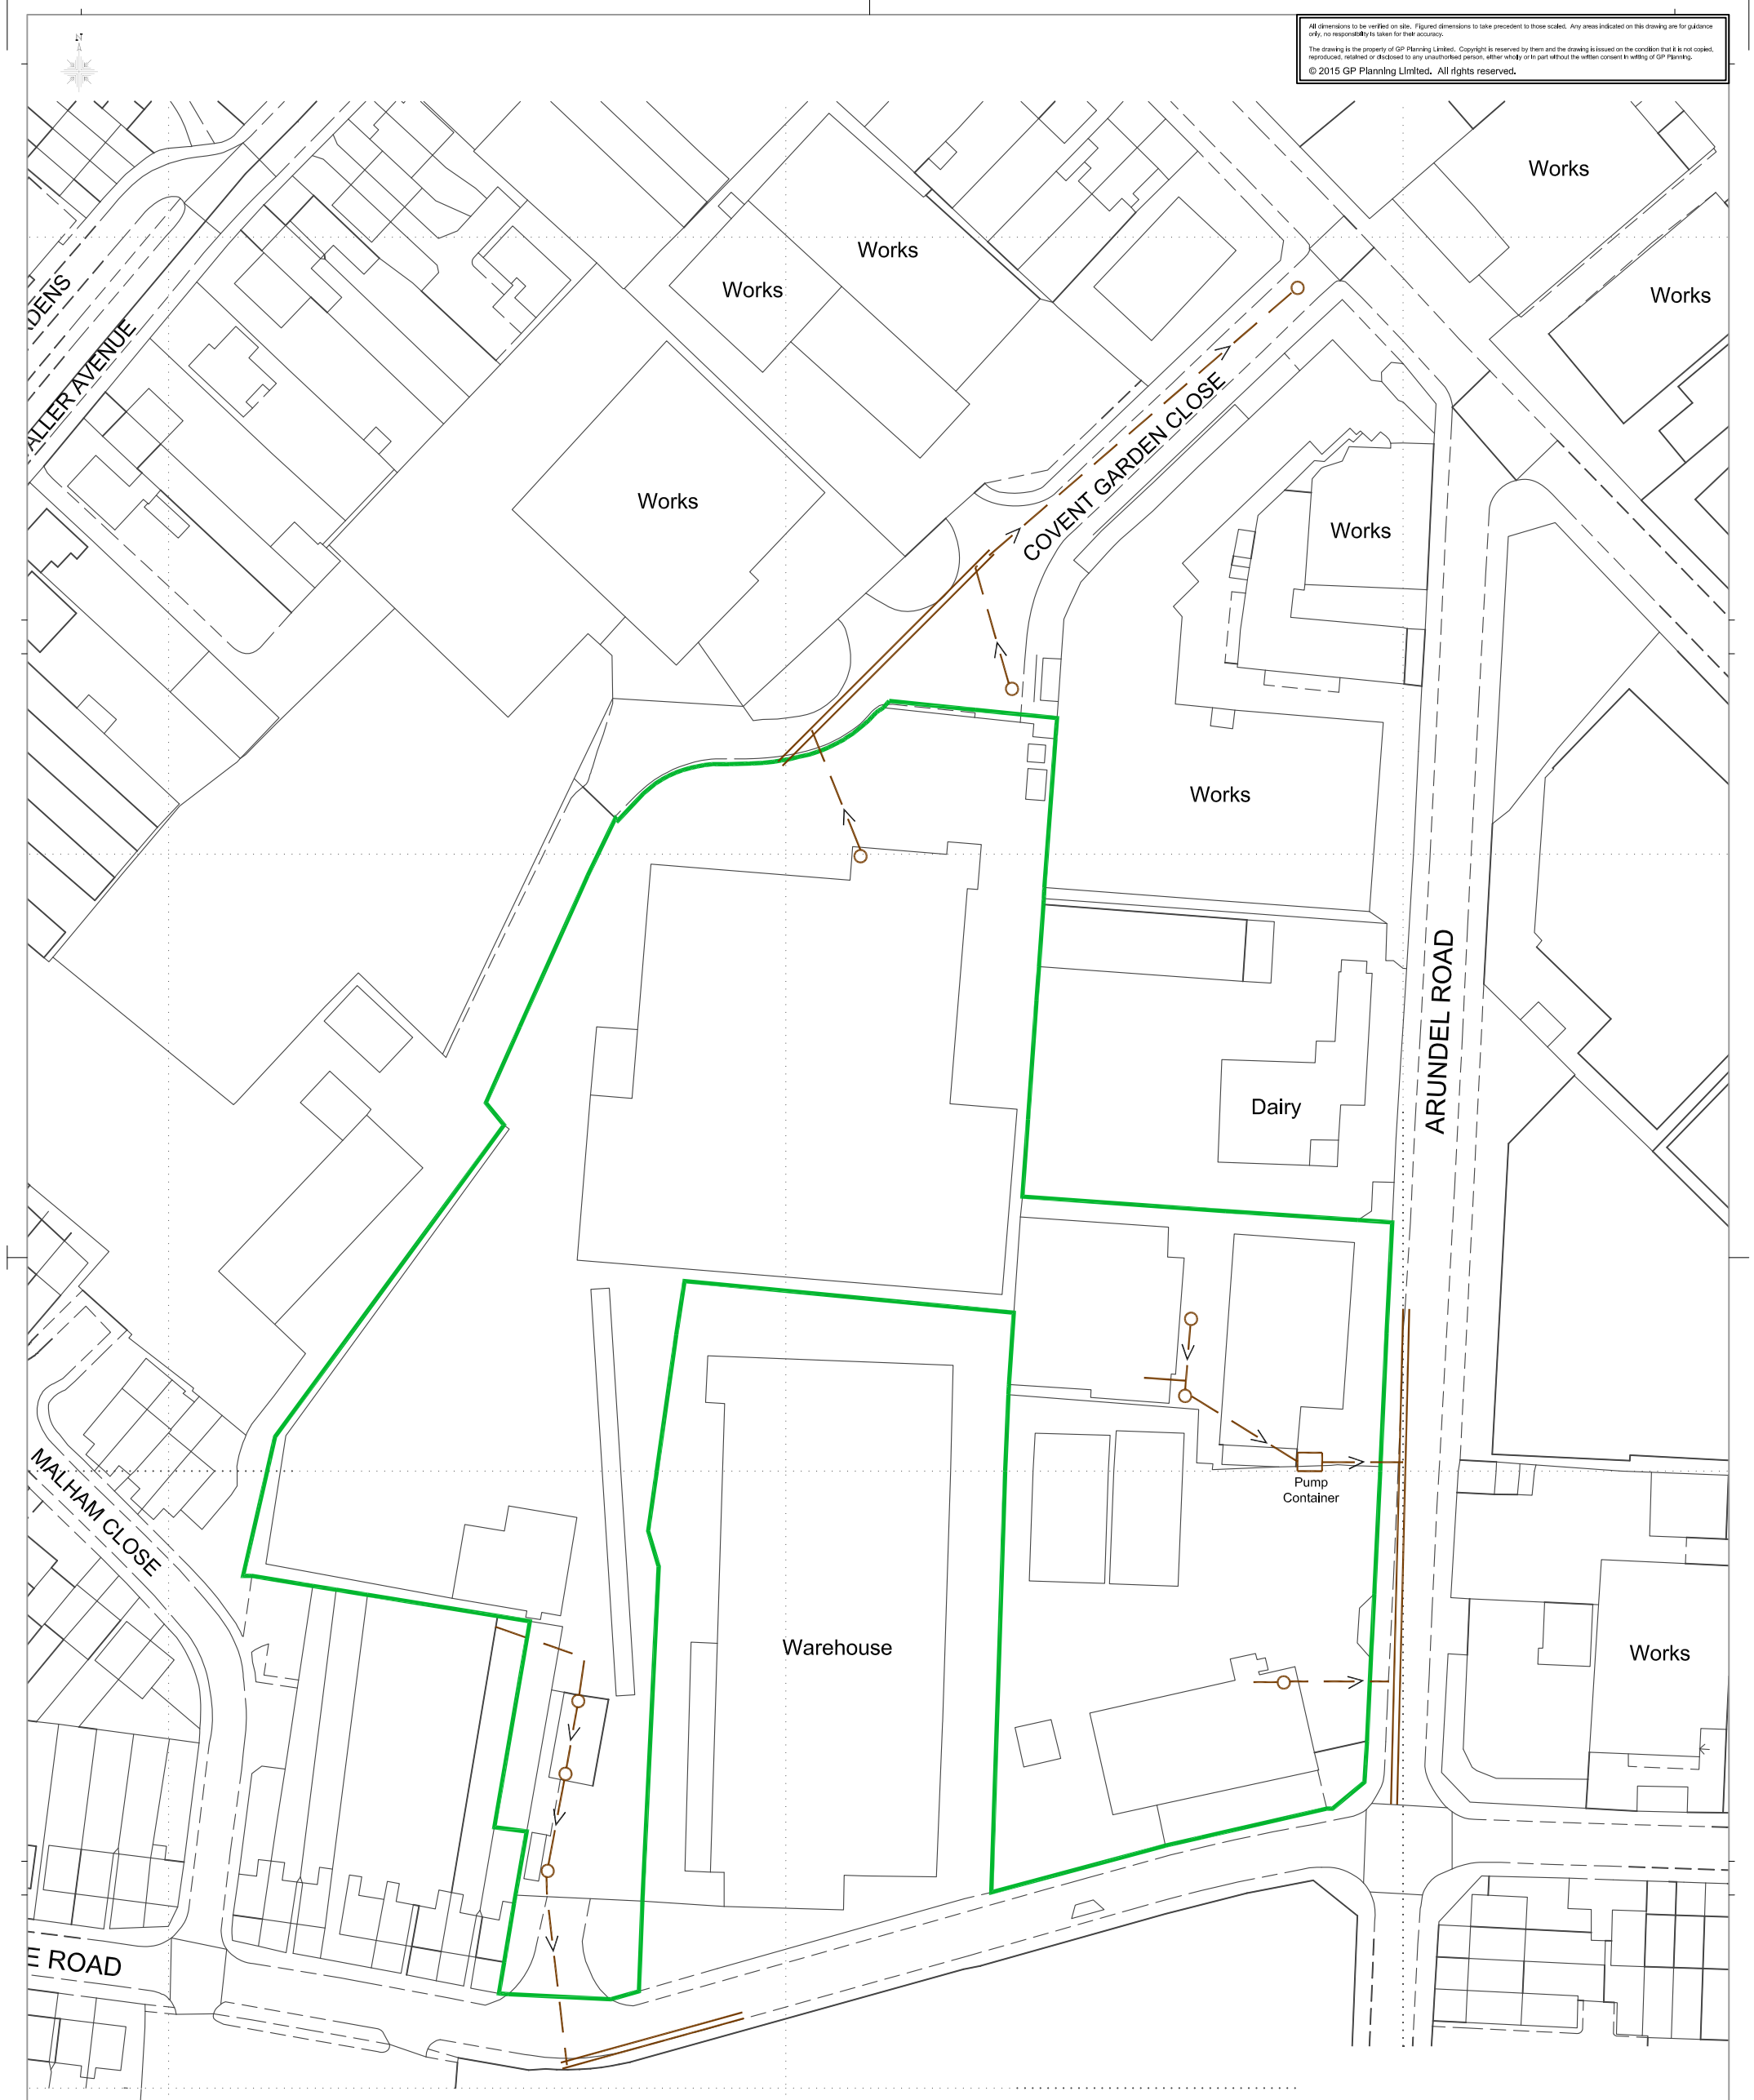 All dimensions to be verified on site. Figured dimensions to take precedent to those scaled. Any areas indicated on this drawing are for guidance
only, no responsibility is taken for their accuracy.
The drawing is the property of GP Planning Limited. Copyright is reserved by them and the drawing is issued on the condition that it is not copied,
reproduced, retained or disclosed to any unauthorised person, either wholly or in part without the written consent in writing of GP Planning.
© 2015 GP Planning Limited. All rights reserved.
N
Works
Works
Works
Works
DENS
ALLER AVENUE
COVENT GARDEN CLOSE
Works
Works
Works
ARUNDEL ROAD
Dairy
MALHAM CLOSE
Pump
Container
Warehouse
Works
E ROAD